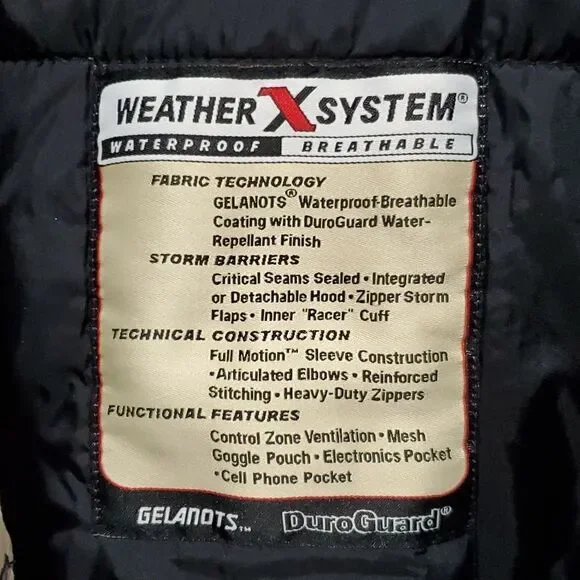 WEATHER X SYSTEM®
WATERPROOF BREATHABLE
FABRIC TECHNOLOGY
GELANOTS® Waterproof-Breathable
Coating with DuroGuard Water-
Repellant Finish
STORM BARRIERS
Critical Seams Sealed • Integrated
or Detachable Hood • Zipper Storm
Flaps • Inner "Racer" Cuff
TECHNICAL CONSTRUCTION
Full Motion™ Sleeve Construction
•Articulated Elbows • Reinforced
Stitching • Heavy-Duty Zippers
FUNCTIONAL FEATURES
Control Zone Ventilation • Mesh
Goggle Pouch • Electronics Pocket
•Cell Phone Pocket
GELANOTS™ DuroGuard®